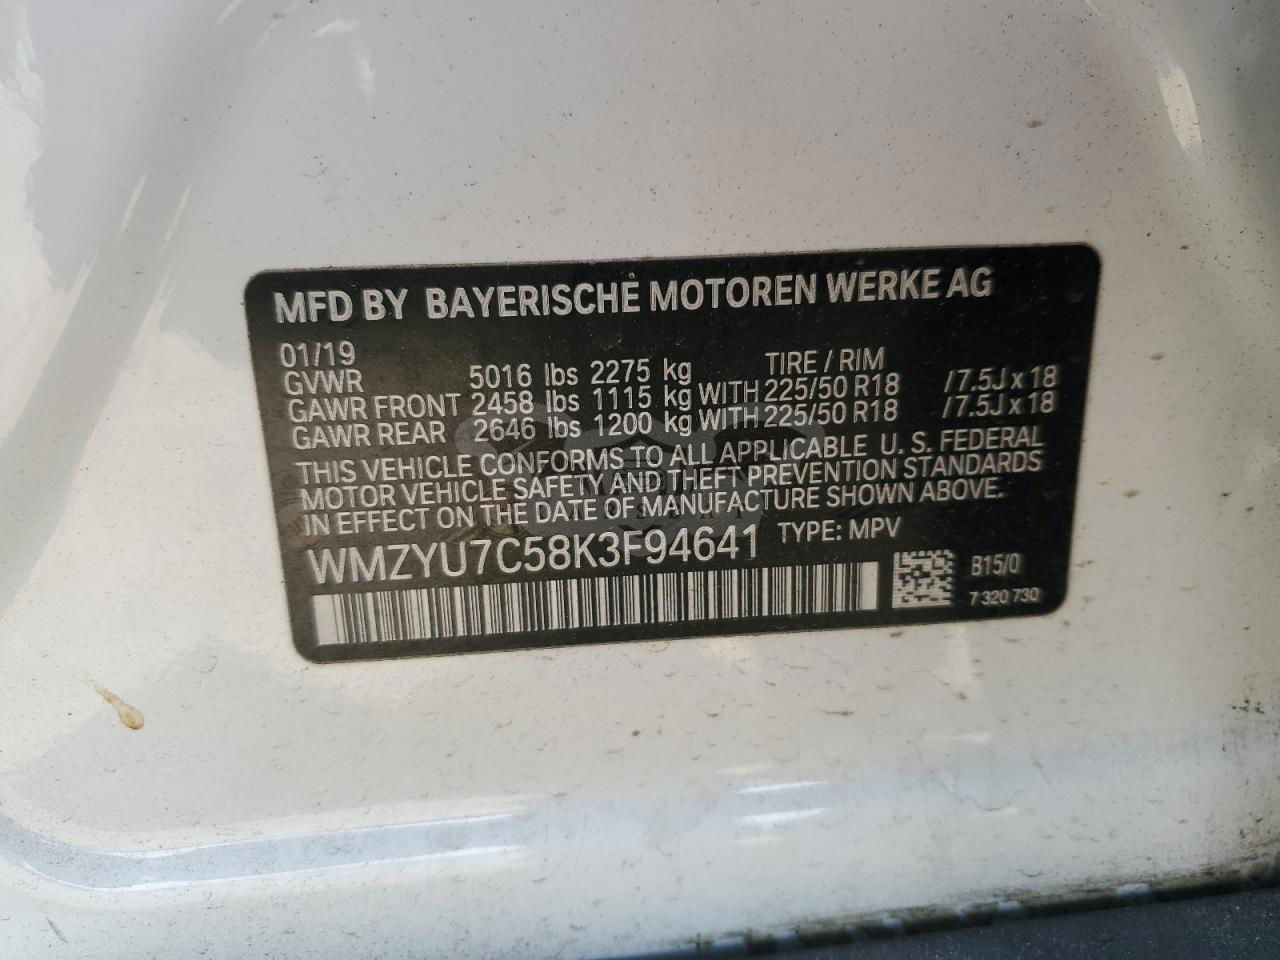 MFD BY BAYERISCHE MOTOREN WERKE AG
01/19 TIRE / RIM
GVWR 5016 lbs 2275 kg
GAWR FRONT 2458 lbs 1115 kg WITH 225/50 R18 /7.5J x 18
GAWR REAR 2646 lbs 1200 kg WITH 225/50 R18 /7.5J x 18
THIS VEHICLE CONFORMS TO ALL APPLICABLE U. S. FEDERAL
MOTOR VEHICLE SAFETY AND THEFT PREVENTION STANDARDS
IN EFFECT ON THE DATE OF MANUFACTURE SHOWN ABOVE.
WMZYU7C58K3F94641 TYPE: MPV
B15/0
7 320 730